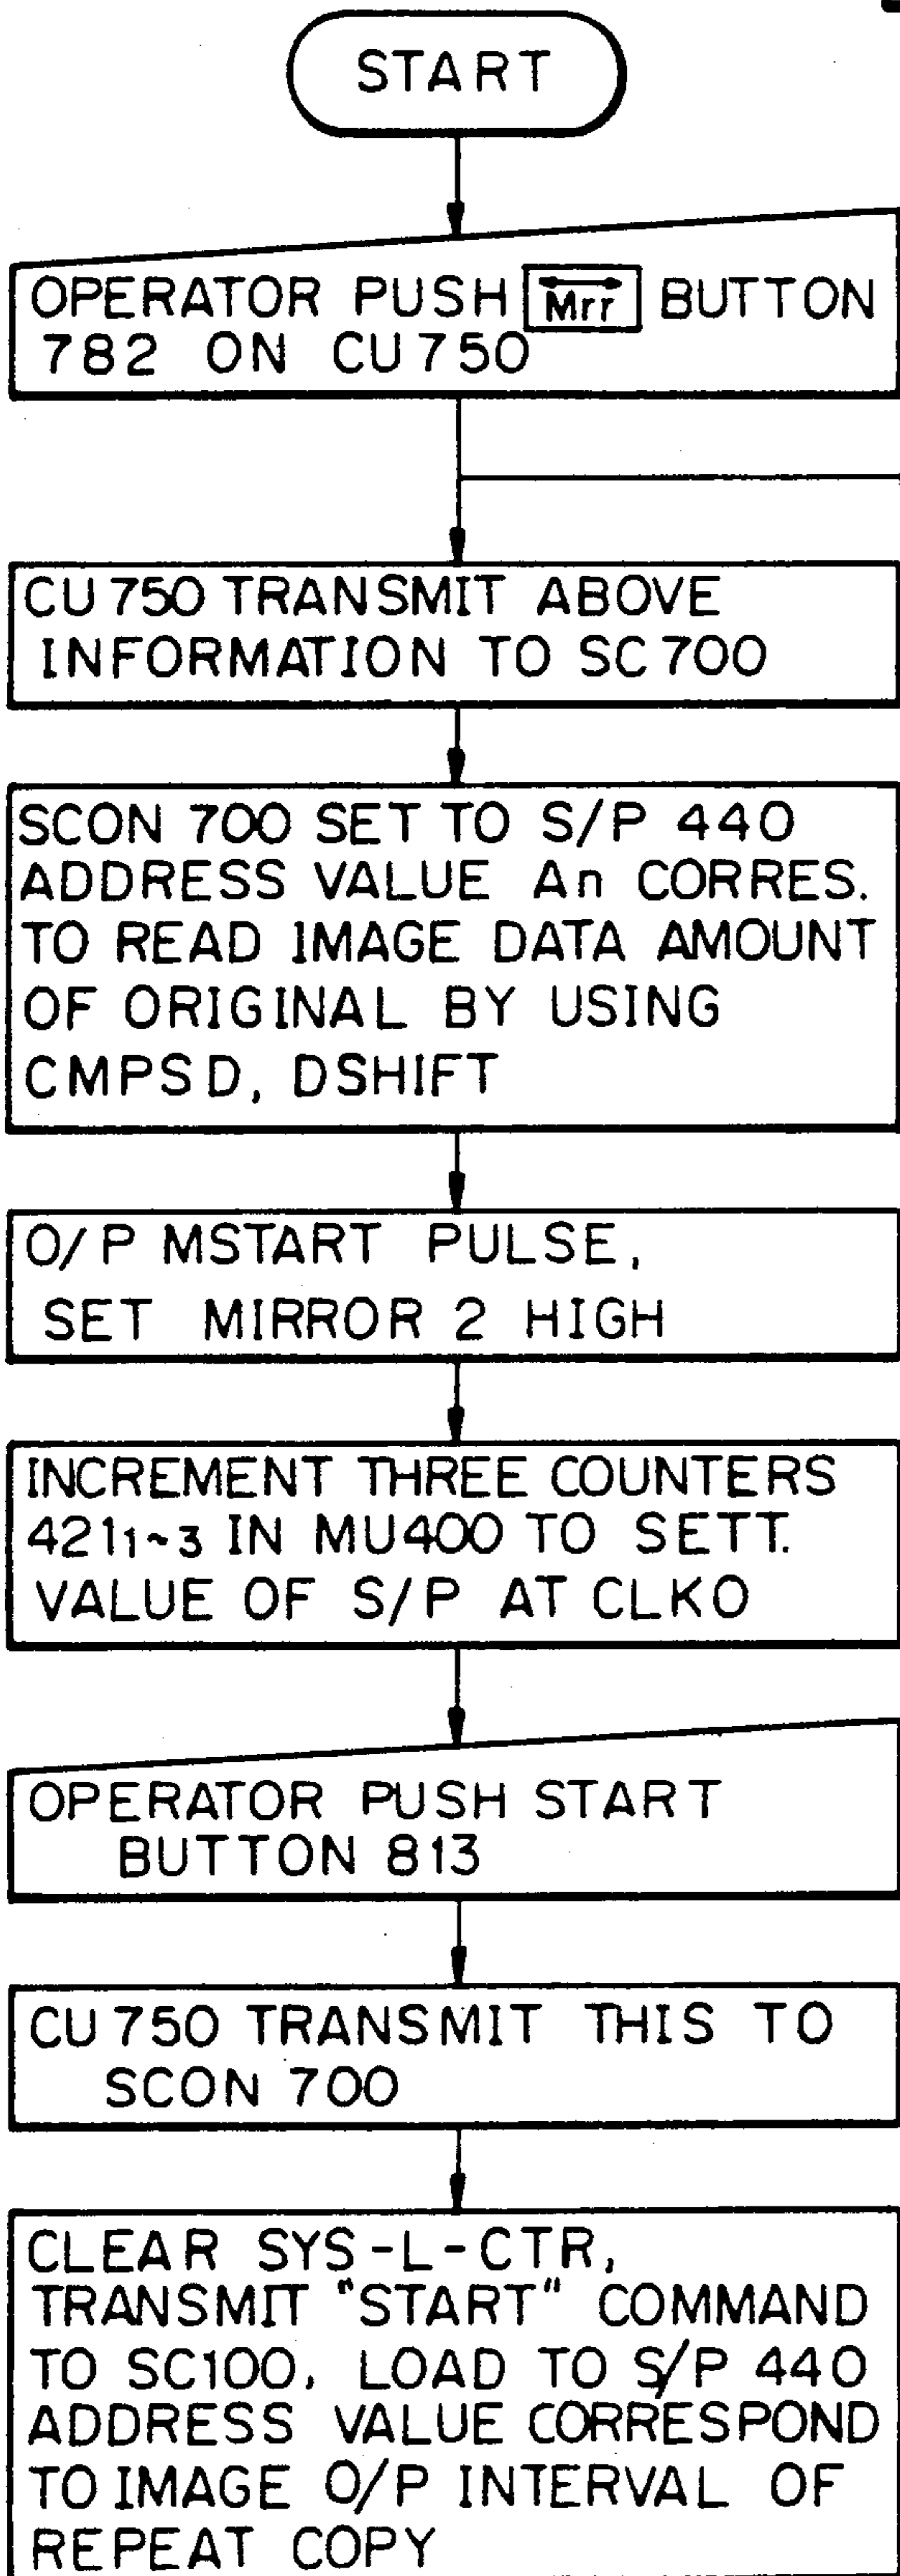 START
OPERATOR PUSH Mrr BUTTON
782 ON CU750
CU750 TRANSMIT ABOVE
INFORMATION TO SC700
SCON 700 SET TO S/P 440
ADDRESS VALUE An CORRES.
TO READ IMAGE DATA AMOUNT
OF ORIGINAL BY USING
CMPSD, DSHIFT
O/P MSTART PULSE,
SET MIRROR 2 HIGH
INCREMENT THREE COUNTERS
421₁~₃ IN MU400 TO SETT.
VALUE OF S/P AT CLKO
OPERATOR PUSH START
BUTTON 813
CU750 TRANSMIT THIS TO
SCON 700
CLEAR SYS-L-CTR,
TRANSMIT "START" COMMAND
TO SC100, LOAD TO S/P 440
ADDRESS VALUE CORRESPOND
TO IMAGE O/P INTERVAL OF
REPEAT COPY